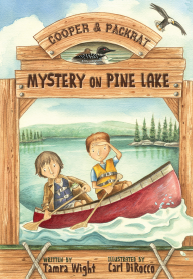 COOPER & PACKRAT
MYSTERY ON PINE LAKE
WRITTEN BY
Tamra Wight
ILLUSTRATED BY
Carl DiRocco